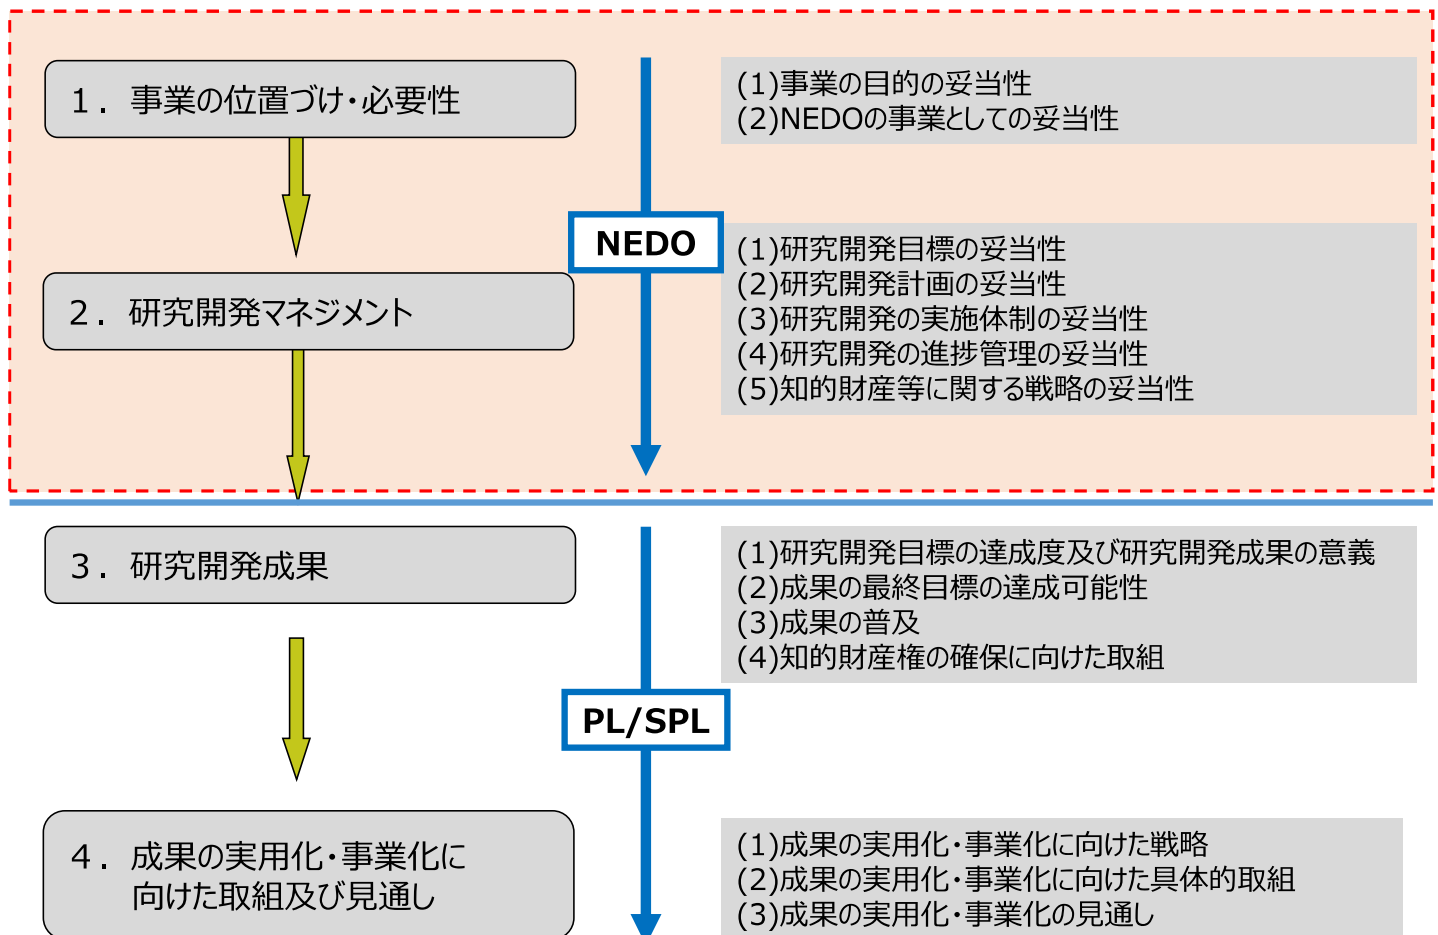 １．事業の位置づけ・必要性
(1)事業の目的の妥当性
(2)NEDOの事業としての妥当性
NEDO
２．研究開発マネジメント
(1)研究開発目標の妥当性
(2)研究開発計画の妥当性
(3)研究開発の実施体制の妥当性
(4)研究開発の進捗管理の妥当性
(5)知的財産等に関する戦略の妥当性
３．研究開発成果
(1)研究開発目標の達成度及び研究開発成果の意義
(2)成果の最終目標の達成可能性
(3)成果の普及
(4)知的財産権の確保に向けた取組
PL/SPL
４．成果の実用化・事業化に
向けた取組及び見通し
(1)成果の実用化・事業化に向けた戦略
(2)成果の実用化・事業化に向けた具体的取組
(3)成果の実用化・事業化の見通し